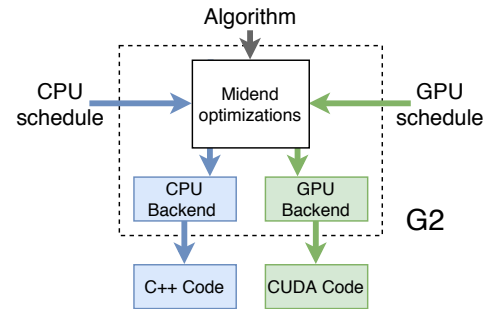 Algorithm
CPU
schedule
Midend
optimizations
GPU
schedule
CPU
Backend
GPU
Backend
G2
C++ Code
CUDA Code